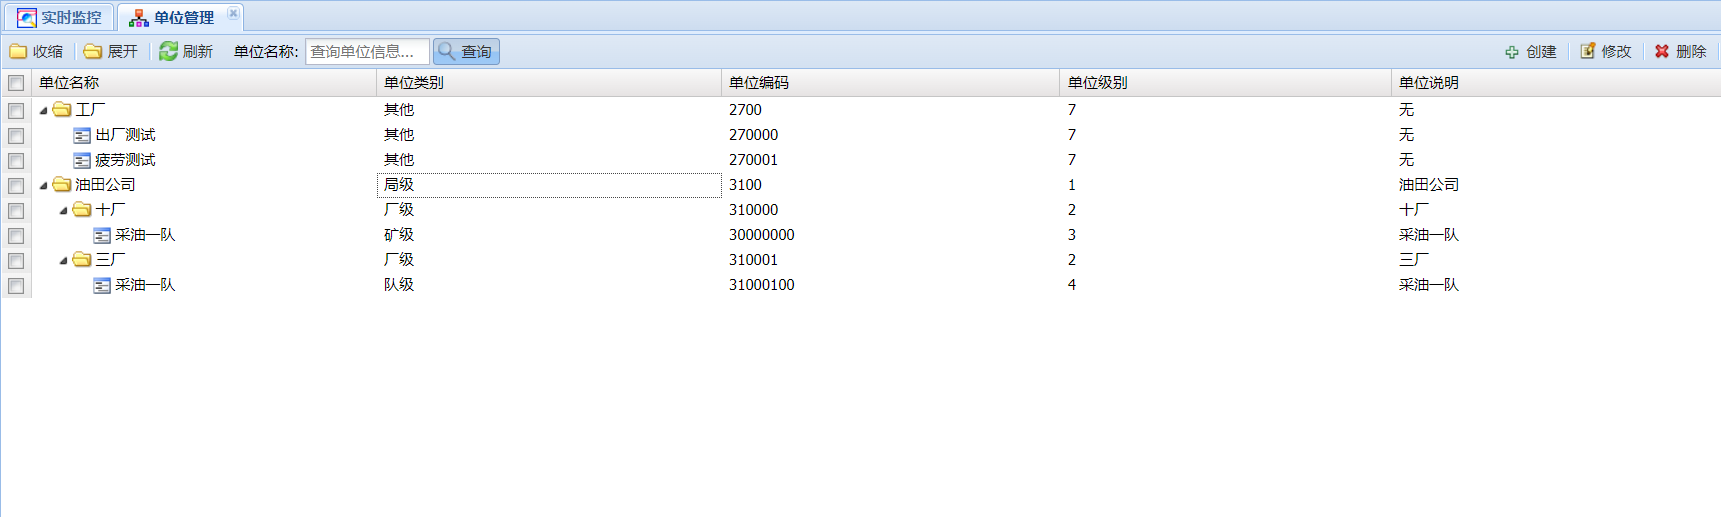 实时监控 单位管理
收缩 展开 刷新 单位名称: 查询单位信息... 查询 创建 修改 删除
单位名称 单位类别 单位编码 单位级别 单位说明
工厂 其他 2700 7 无
出厂测试 其他 270000 7 无
疲劳测试 其他 270001 7 无
油田公司 局级 3100 1 油田公司
十厂 厂级 310000 2 十厂
采油一队 矿级 30000000 3 采油一队
三厂 厂级 310001 2 三厂
采油一队 队级 31000100 4 采油一队